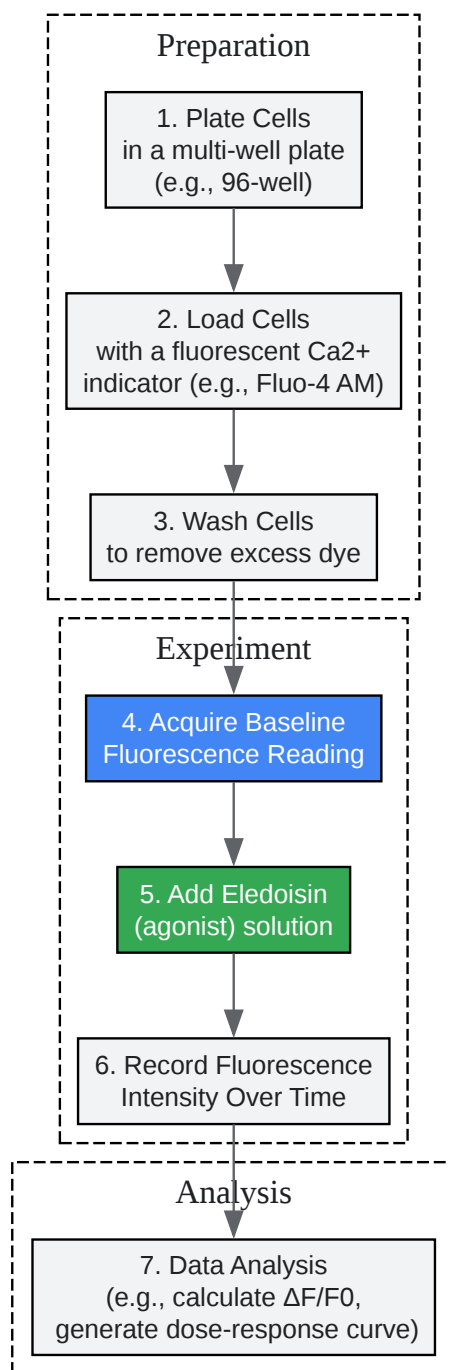 Preparation
1. Plate Cells
in a multi-well plate
(e.g., 96-well)
2. Load Cells
with a fluorescent Ca2+
indicator (e.g., Fluo-4 AM)
3. Wash Cells
to remove excess dye
Experiment
4. Acquire Baseline
Fluorescence Reading
5. Add Eledoisin
(agonist) solution
6. Record Fluorescence
Intensity Over Time
Analysis
7. Data Analysis
(e.g., calculate ΔF/F0,
generate dose-response curve)